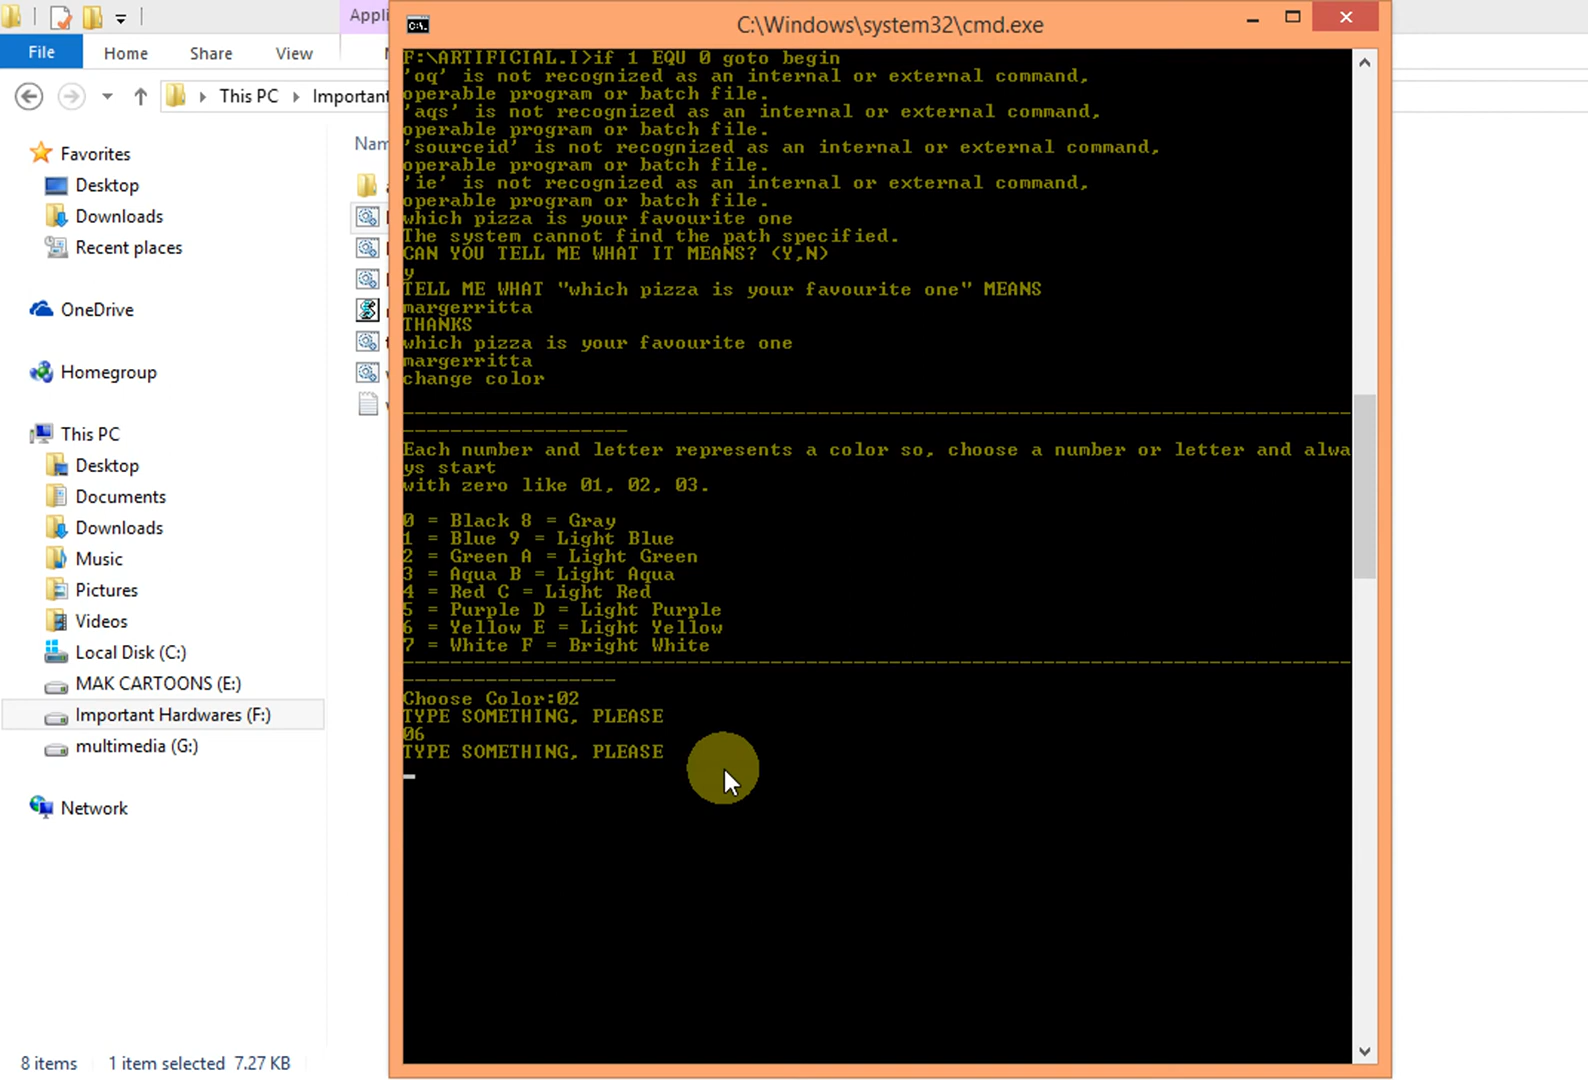 Appli
C:\Windows\system32\cmd.exe
File
Home
Share
View
This PC
Important
Favorites
Desktop
Downloads
Recent places
OneDrive
Homegroup
This PC
Desktop
Documents
Downloads
Music
Pictures
Videos
Local Disk (C:)
MAK CARTOONS (E:)
Important Hardwares (F:)
multimedia (G:)
Network
8 items
1 item selected 7.27 KB
Nam
F:\ARTIFICIAL.I>if 1 EQU 0 goto begin
'oq' is not recognized as an internal or external command,
operable program or batch file.
'aqs' is not recognized as an internal or external command,
operable program or batch file.
'sourceid' is not recognized as an internal or external command,
operable program or batch file.
'ie' is not recognized as an internal or external command,
operable program or batch file.
which pizza is your favourite one
The system cannot find the path specified.
CAN YOU TELL ME WHAT IT MEANS? (Y,N)
y
TELL ME WHAT "which pizza is your favourite one" MEANS
margerritta
THANKS
which pizza is your favourite one
margerritta
change color
--------------------------------------------------------------------------------
-------------------
Each number and letter represents a color so, choose a number or letter and alwa
ys start
with zero like 01, 02, 03.
0 = Black 8 = Gray
1 = Blue 9 = Light Blue
2 = Green A = Light Green
3 = Aqua B = Light Aqua
4 = Red C = Light Red
5 = Purple D = Light Purple
6 = Yellow E = Light Yellow
7 = White F = Bright White
--------------------------------------------------------------------------------
------------------
Choose Color:02
TYPE SOMETHING, PLEASE
06
TYPE SOMETHING, PLEASE